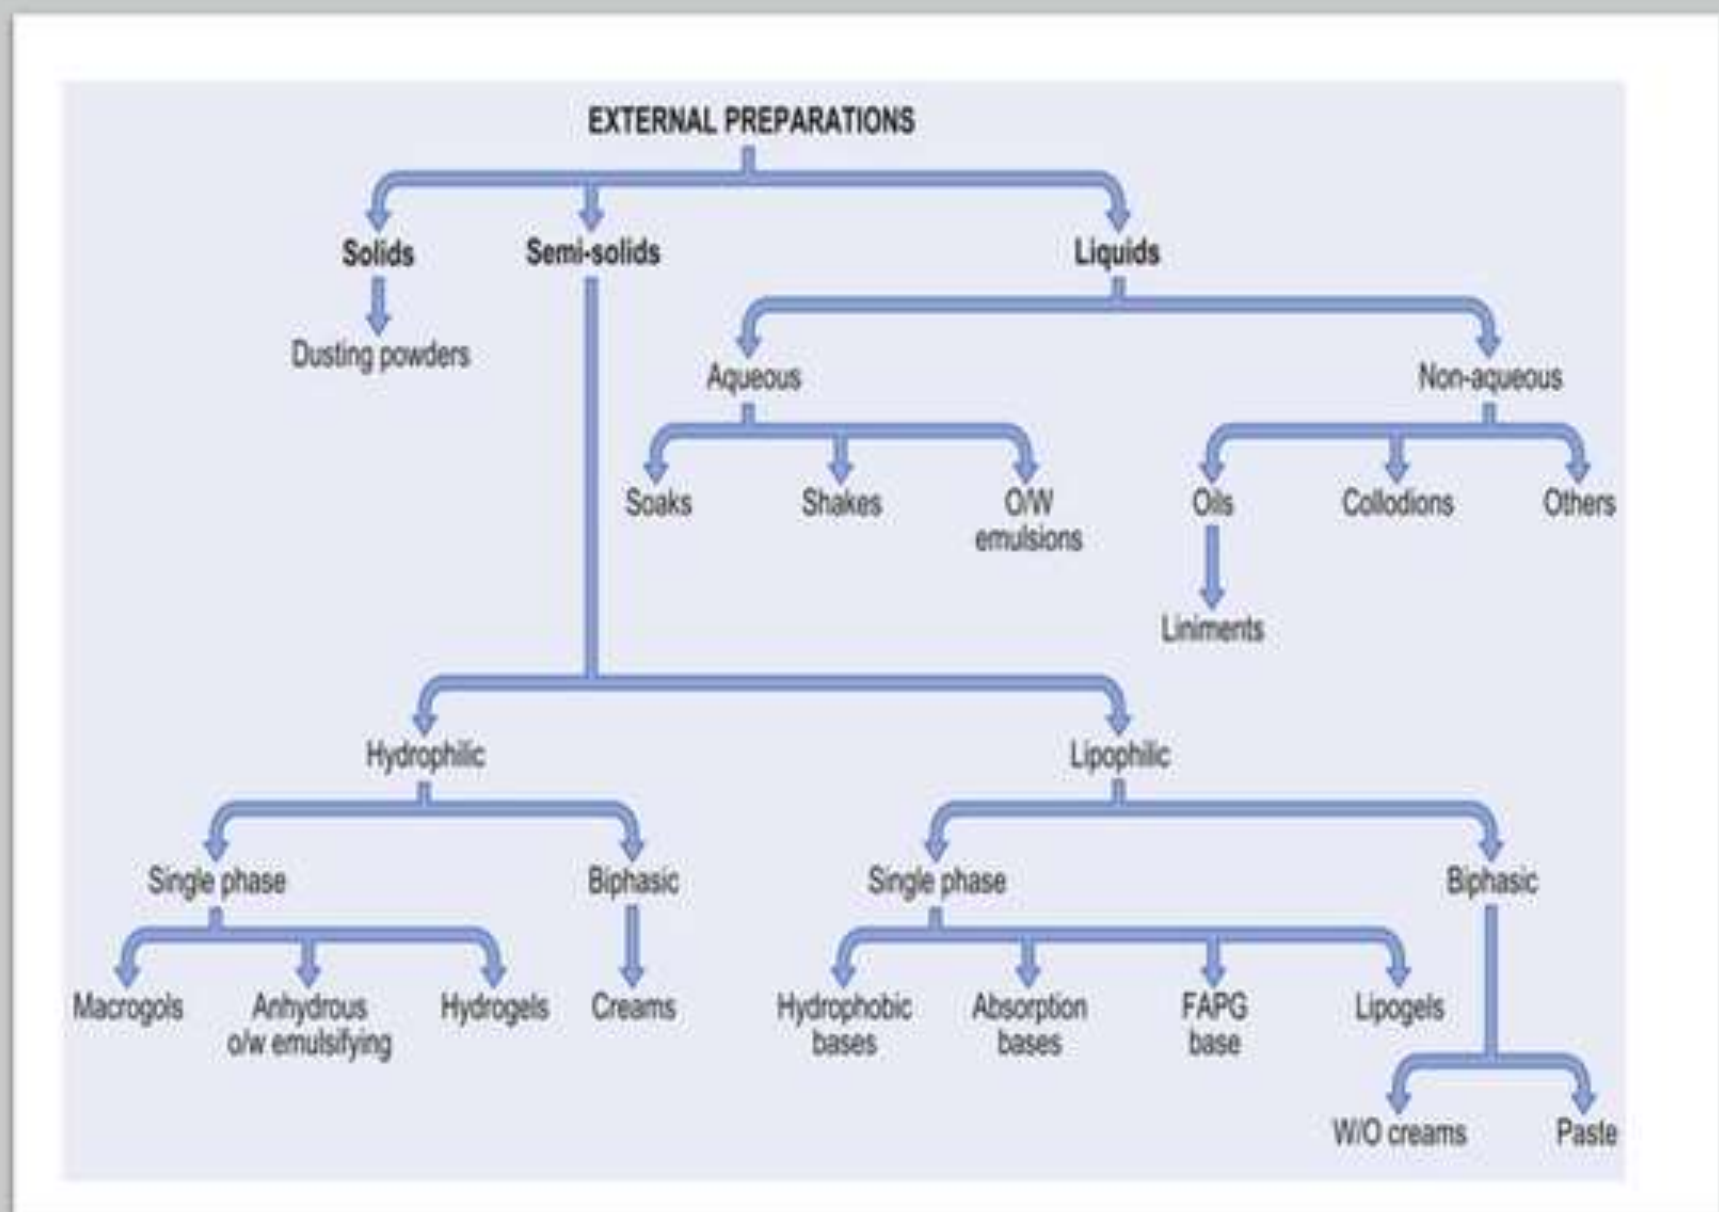 EXTERNAL PREPARATIONS
Solids
Semi-solids
Liquids
Dusting powders
Aqueous
Non-aqueous
Soaks
Shakes
O/W
emulsions
Oils
Collodions
Others
Liniments
Hydrophilic
Lipophilic
Single phase
Biphasic
Single phase
Biphasic
Macrogols
Anhydrous
o/w emulsifying
Hydrogels
Creams
Hydrophobic
bases
Absorption
bases
FAPG
base
Lipogels
W/O creams
Paste